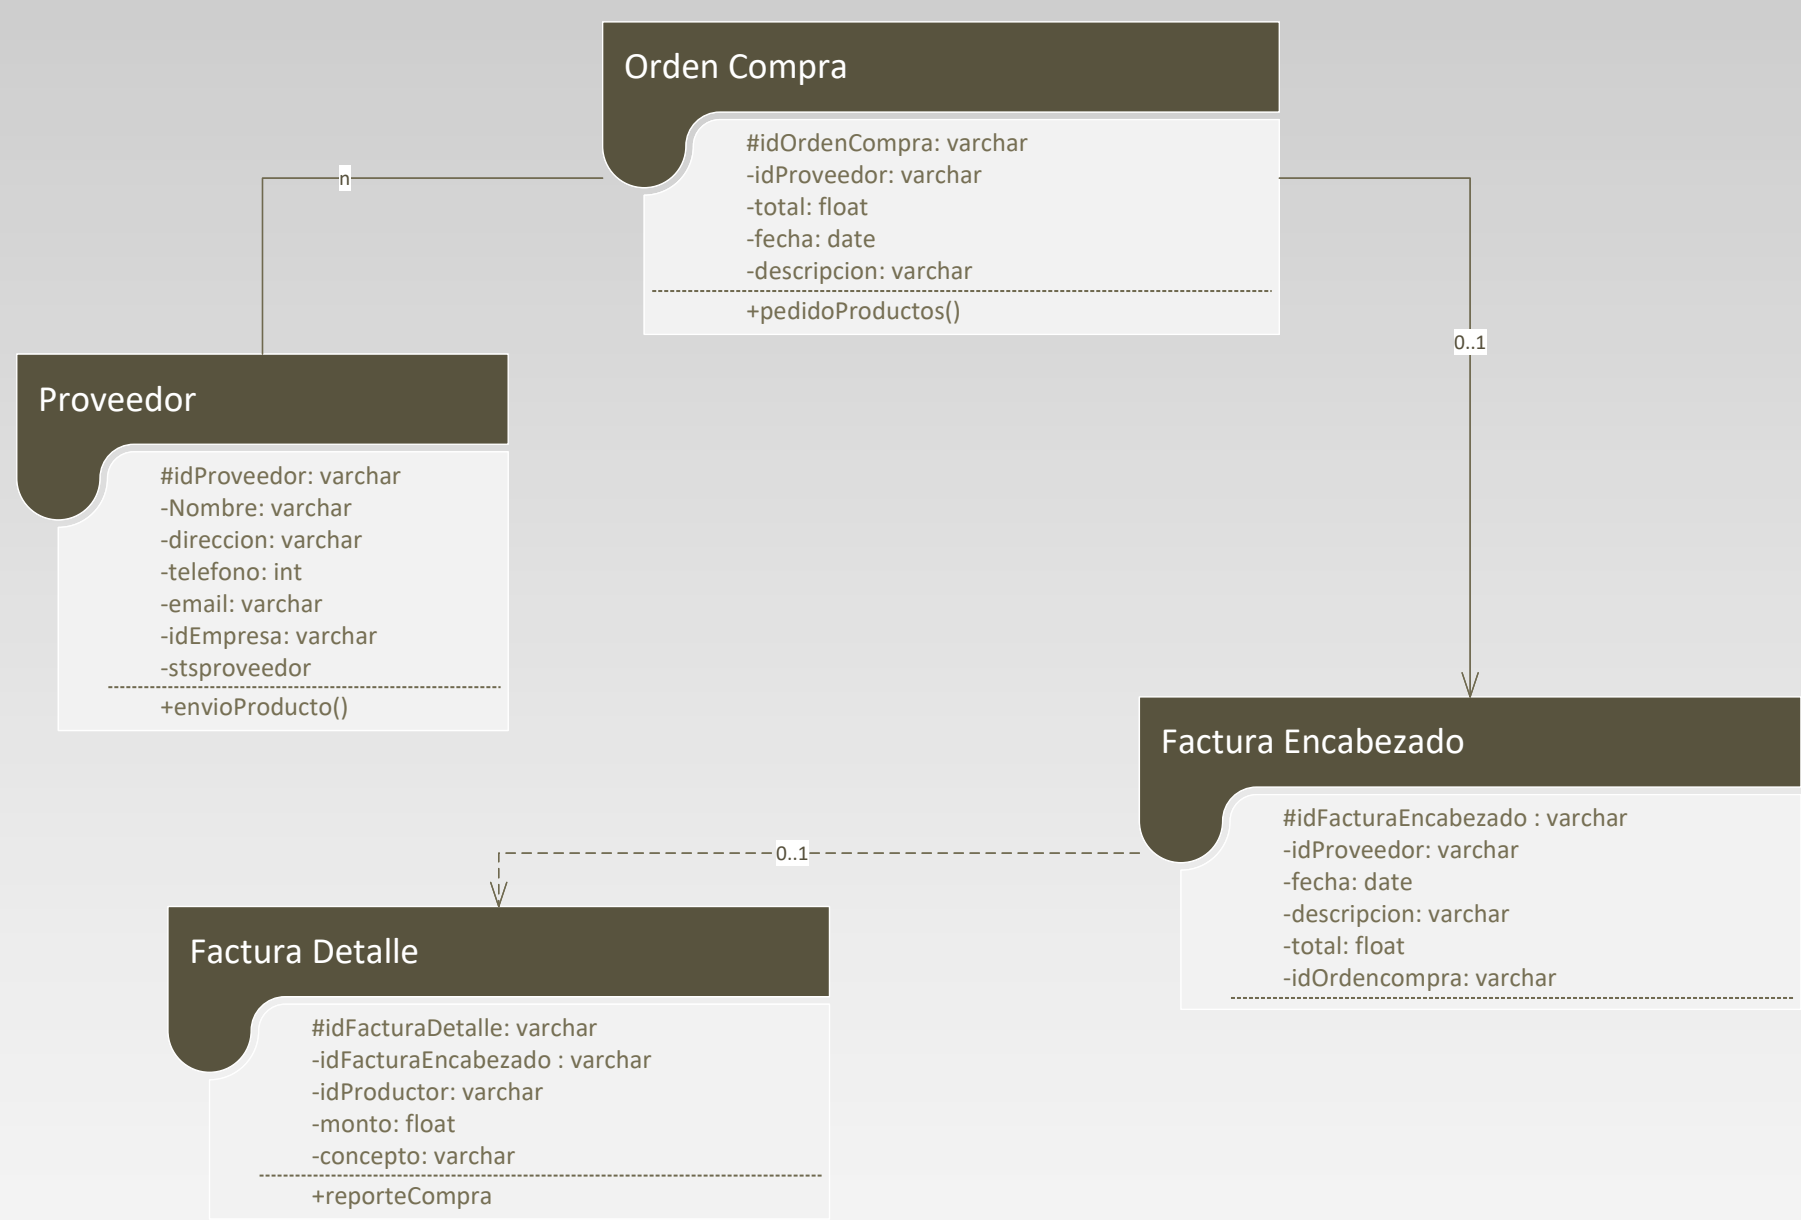 Orden Compra
#idOrdenCompra: varchar
-idProveedor: varchar
-total: float
-fecha: date
-descripcion: varchar
+pedidoProductos()
n
0..1
Proveedor
#idProveedor: varchar
-Nombre: varchar
-direccion: varchar
-telefono: int
-email: varchar
-idEmpresa: varchar
-stsproveedor
+envioProducto()
Factura Encabezado
#idFacturaEncabezado : varchar
-idProveedor: varchar
-fecha: date
-descripcion: varchar
-total: float
-idOrdencompra: varchar
0..1
Factura Detalle
#idFacturaDetalle: varchar
-idFacturaEncabezado : varchar
-idProductor: varchar
-monto: float
-concepto: varchar
+reporteCompra